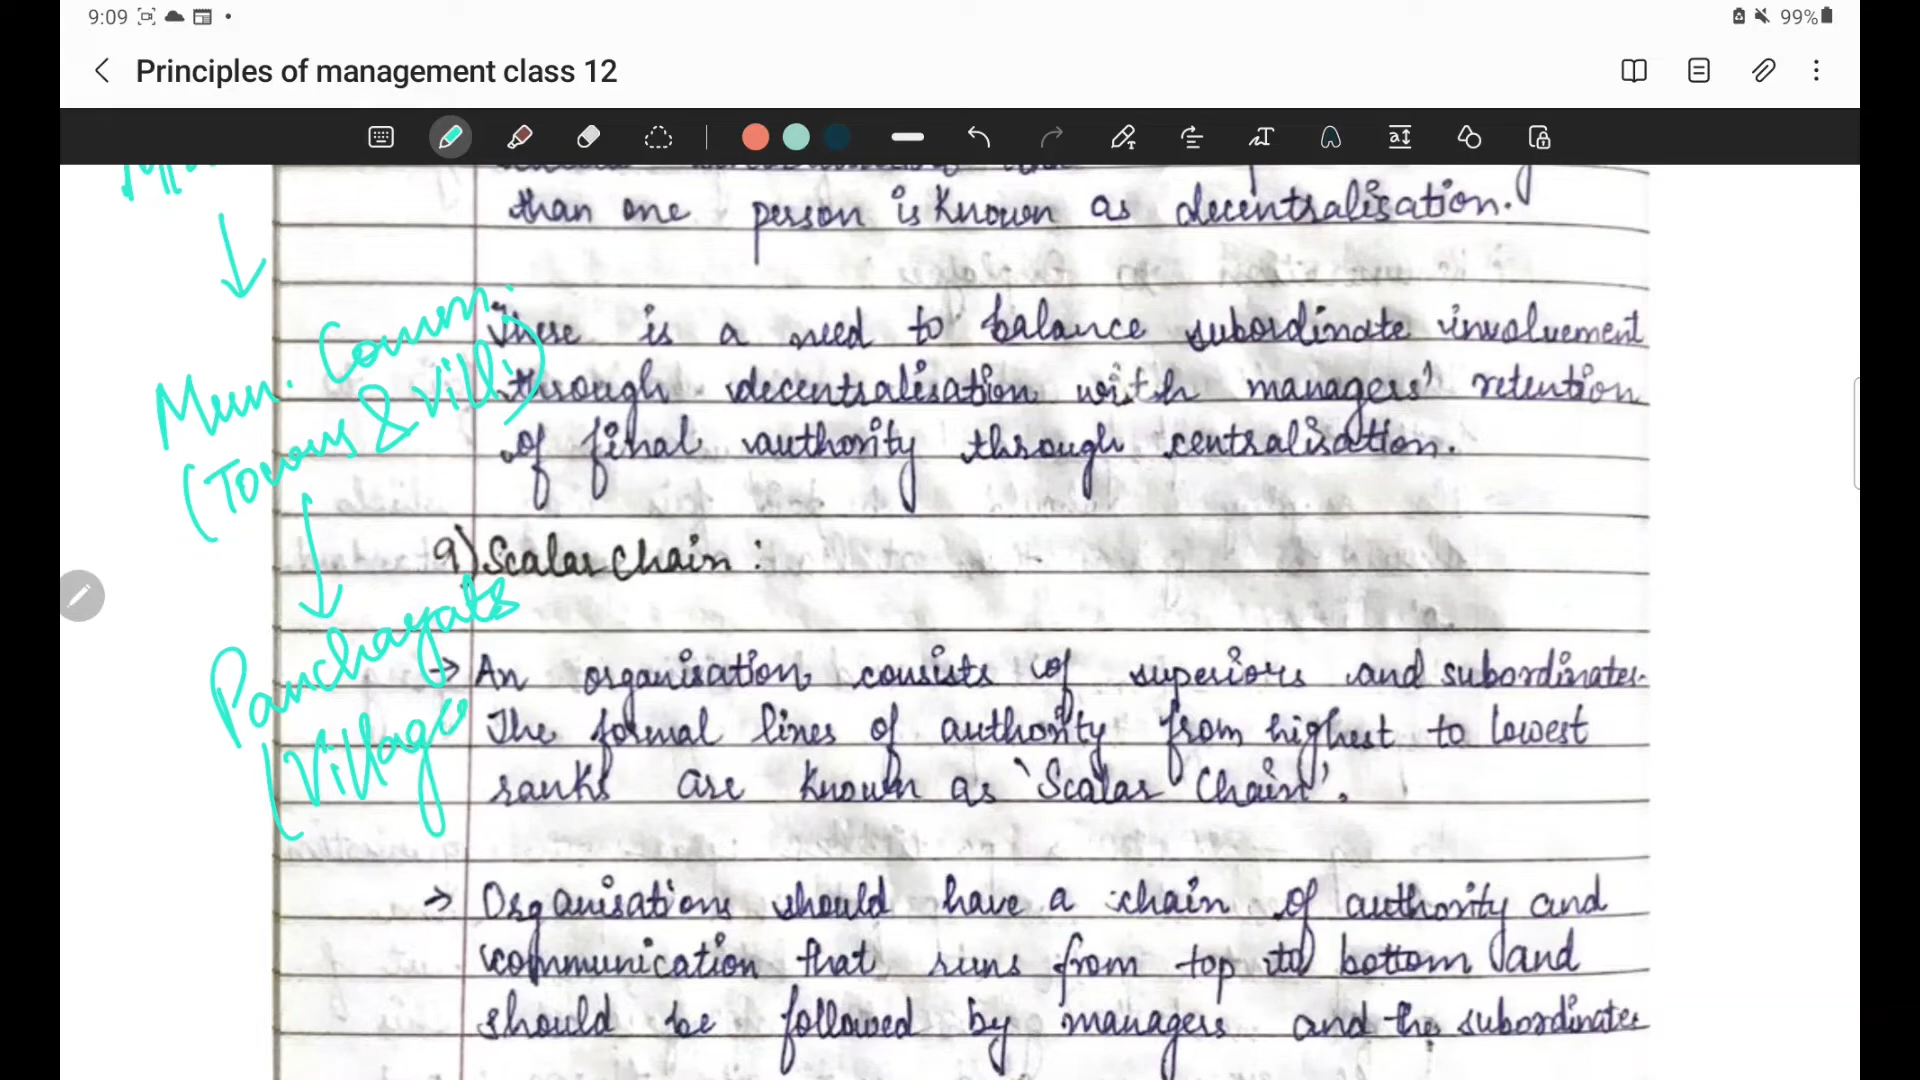 9:09
99%
Principles of management class 12
than one person is known as decentralisation.
There is a need to balance subordinate involvement
through decentralisation with managers' retention
of final authority through centralisation.
Mun. Comm.
(Towns & Vill.)
9) Scalar Chain :
Panchayats
(Village
→ An organisation consists of superiors and subordinates.
The formal lines of authority from highest to lowest
ranks are known as 'Scalar Chain'.
→ Organisations should have a chain of authority and
communication that runs from top to bottom and
should be followed by managers and the subordinates